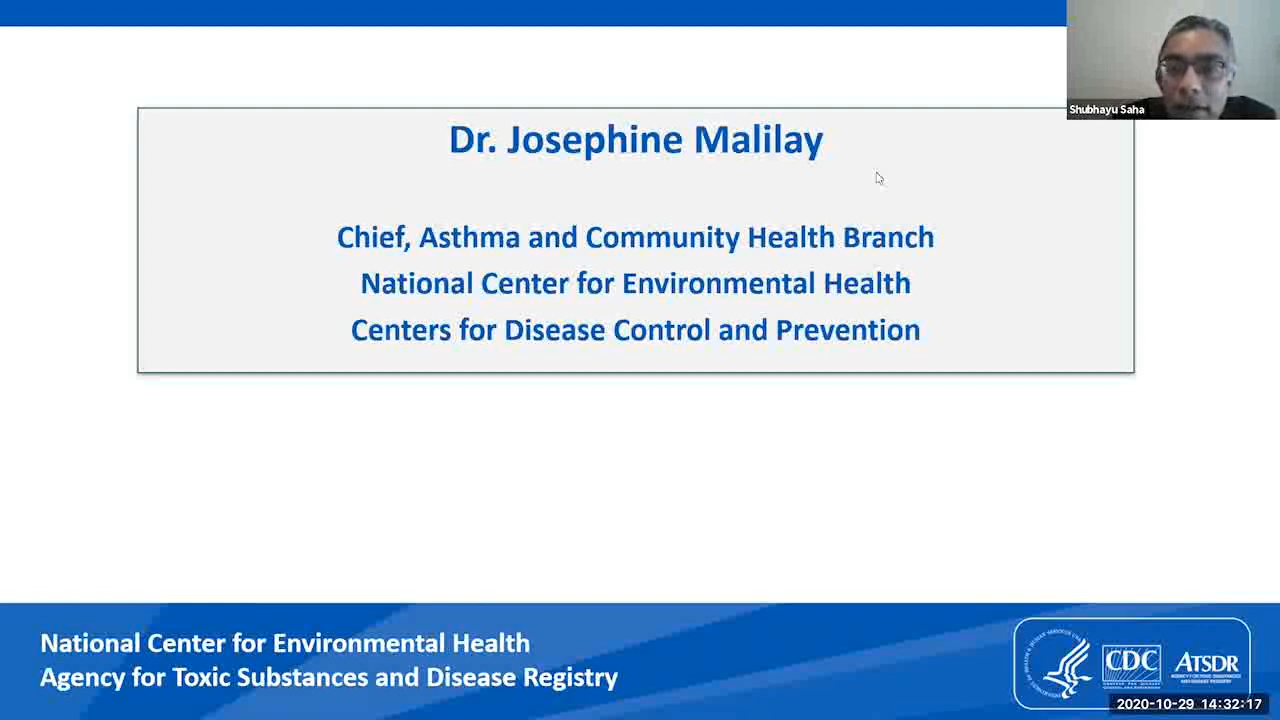 Shubhayu Saha
Dr. Josephine Malilay
Chief, Asthma and Community Health Branch
National Center for Environmental Health
Centers for Disease Control and Prevention
National Center for Environmental Health
Agency for Toxic Substances and Disease Registry
CDC
ATSDR
2020-10-29 14:32:17